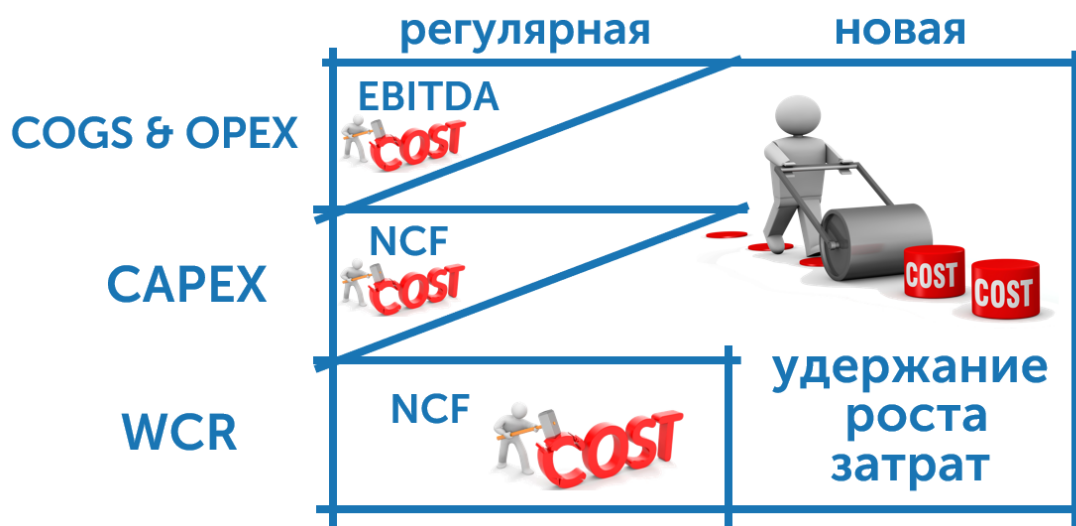 регулярная
новая
COGS & OPEX
EBITDA
COST
CAPEX
NCF
COST
COST
COST
WCR
NCF
COST
удержание
роста
затрат